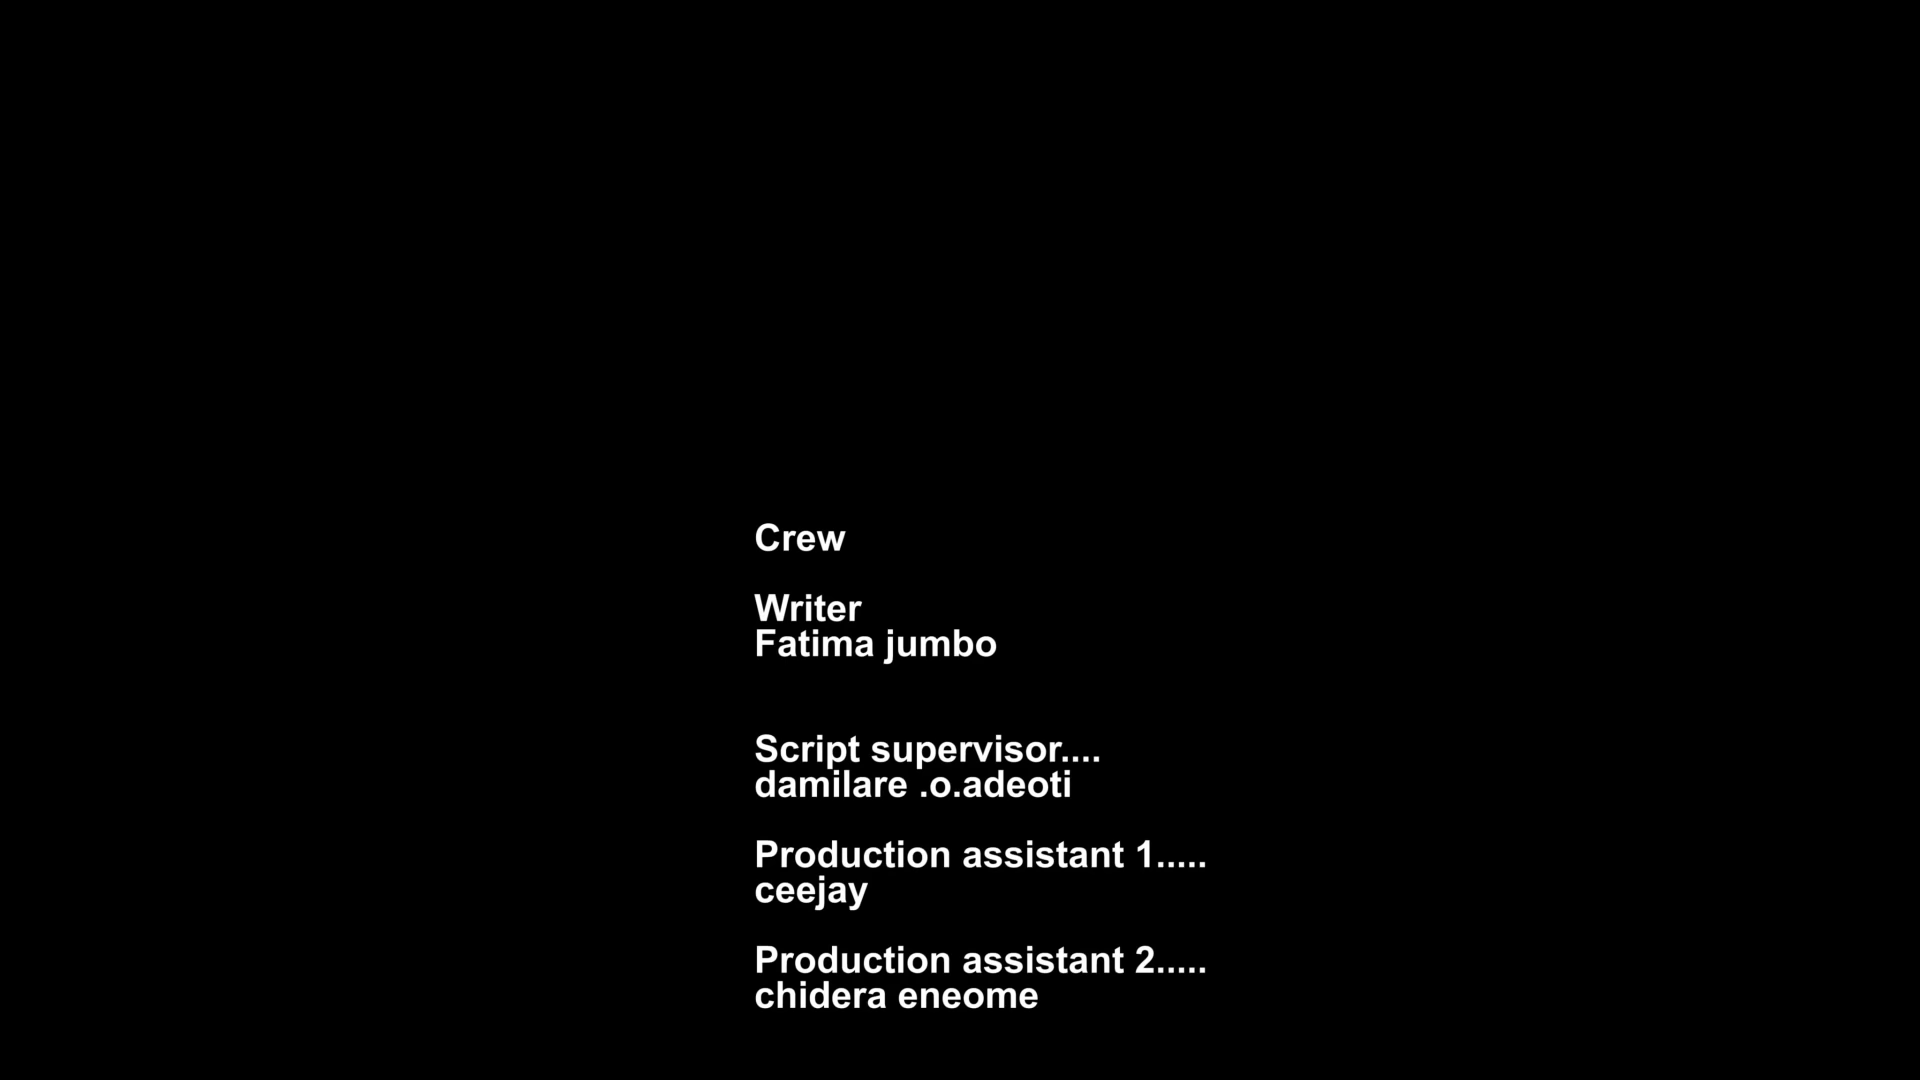 Crew
Writer
Fatima jumbo
Script supervisor....
damilare .o.adeoti
Production assistant 1.....
ceejay
Production assistant 2.....
chidera eneome